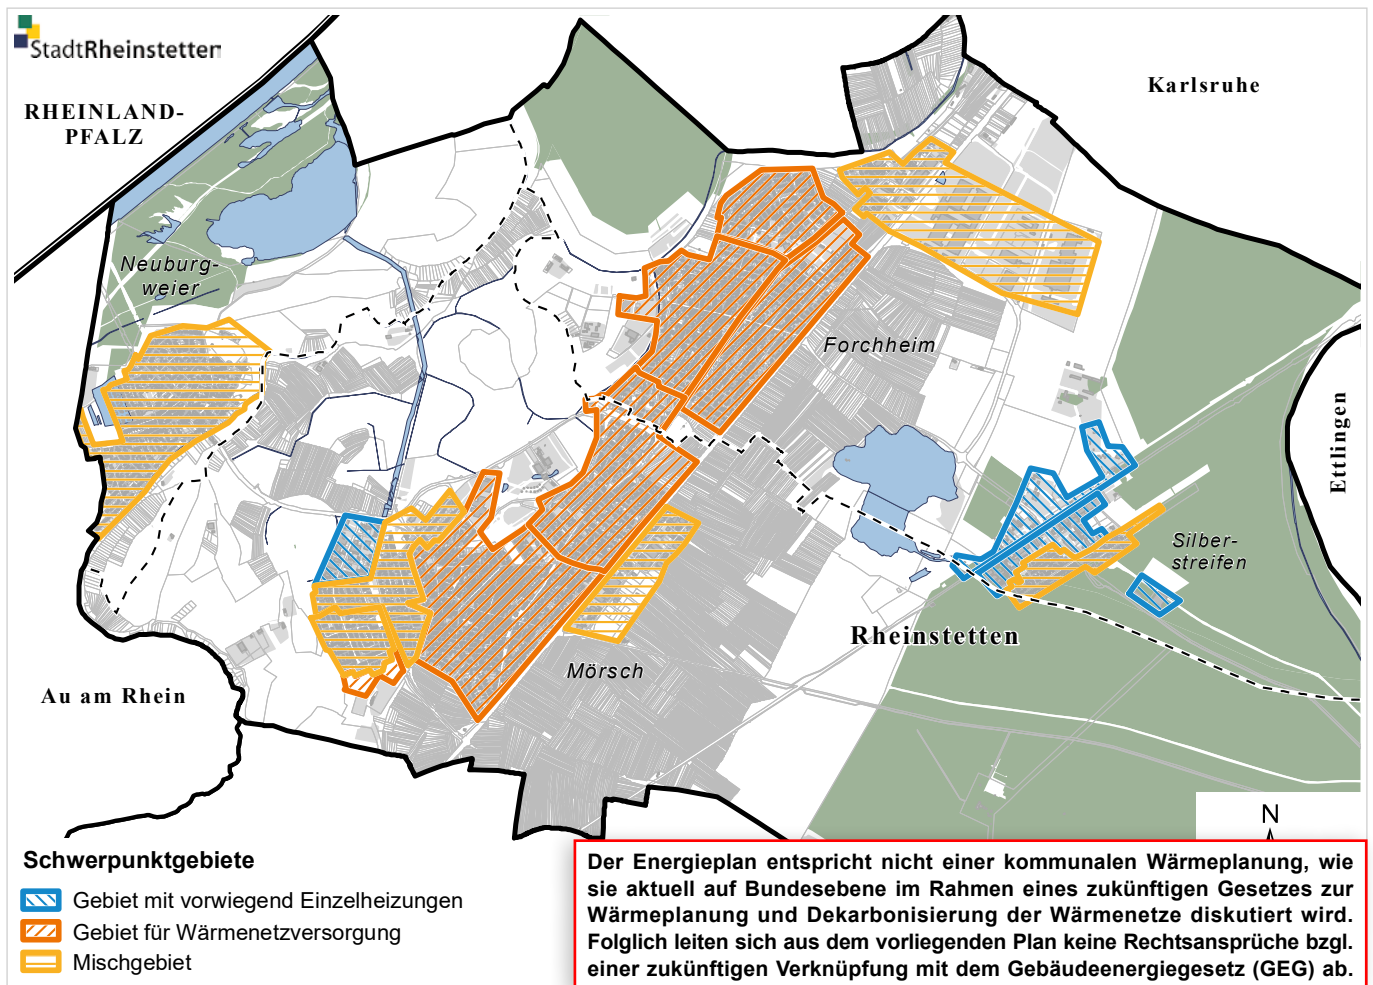 StadtRheinstetten
RHEINLAND-
PFALZ
Karlsruhe
Neuburg-
weier
Forchheim
Ettlingen
Silber-
streifen
Rheinstetten
Mörsch
Au am Rhein
N
Schwerpunktgebiete
Gebiet mit vorwiegend Einzelheizungen
Gebiet für Wärmenetzversorgung
Mischgebiet
Der Energieplan entspricht nicht einer kommunalen Wärmeplanung, wie
sie aktuell auf Bundesebene im Rahmen eines zukünftigen Gesetzes zur
Wärmeplanung und Dekarbonisierung der Wärmenetze diskutiert wird.
Folglich leiten sich aus dem vorliegenden Plan keine Rechtsansprüche bzgl.
einer zukünftigen Verknüpfung mit dem Gebäudeenergiegesetz (GEG) ab.